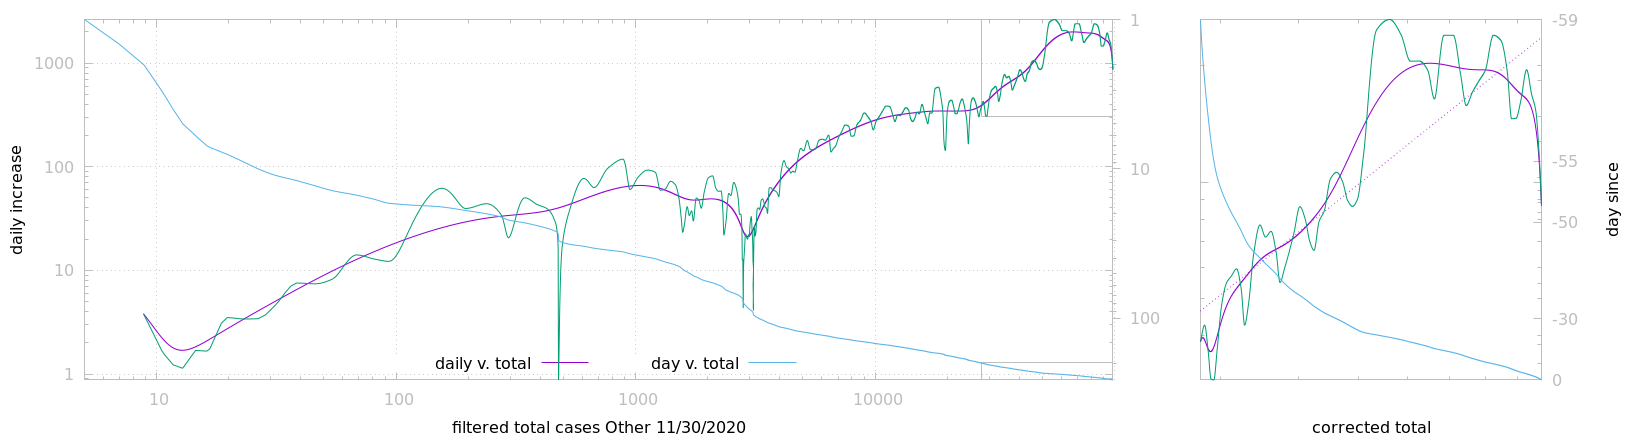 daily increase
1000
100
10
1
10
100
1000
10000
1
10
100
daily v. total
day v. total
filtered total cases Other 11/30/2020
-59
-55
-50
-30
0
day since
corrected total